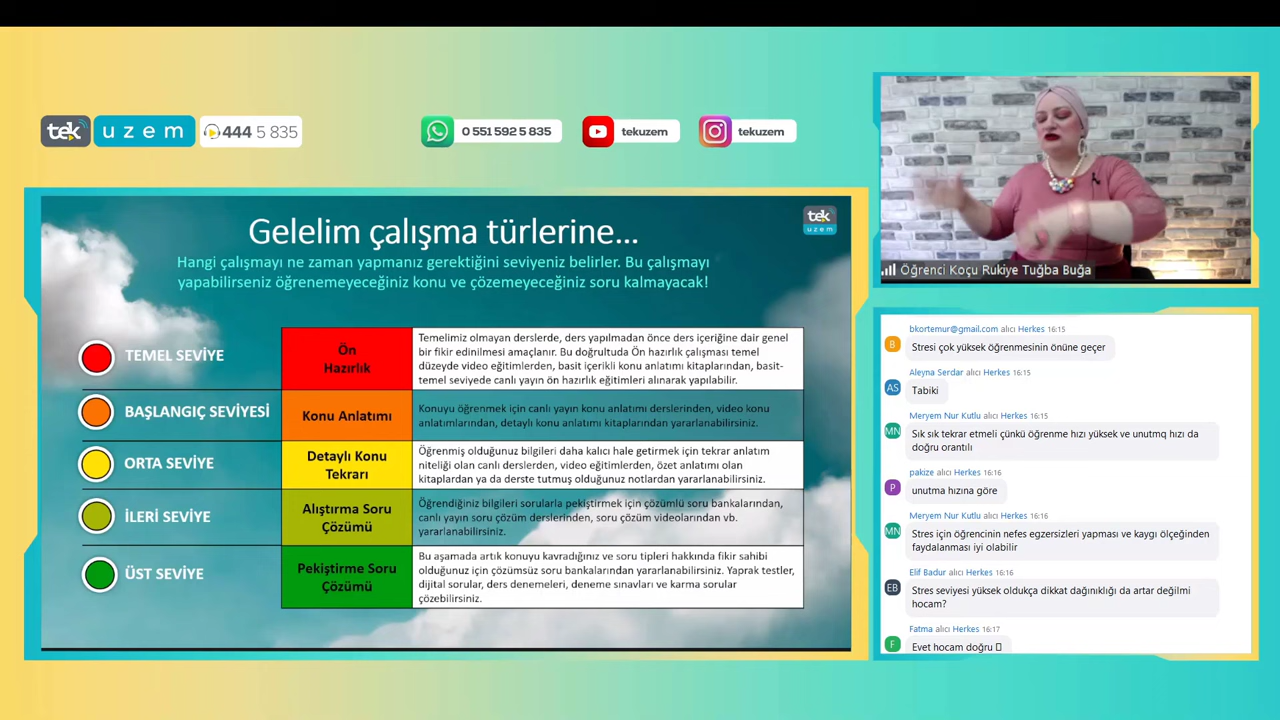 tek uzem 444 5 835
0 551 592 5 835
tekuzem
tekuzem
Gelelim çalışma türlerine...
tek
uzem
Hangi çalışmayı ne zaman yapmanız gerektiğini seviyeniz belirler. Bu çalışmayı
yapabilirseniz öğrenemeyeceğiniz konu ve çözemeyeceğiniz soru kalmayacak!
TEMEL SEVİYE
Ön
Hazırlık
Temelimiz olmayan derslerde, ders yapılmadan önce ders içeriğine dair genel
bir fikir edinilmesi amaçlanır. Bu doğrultuda Ön hazırlık çalışması temel
düzeyde video eğitimlerden, basit içerikli konu anlatımı kitaplarından, basit-
temel seviyede canlı yayın ön hazırlık eğitimleri alınarak yapılabilir.
BAŞLANGIÇ SEVİYESİ
Konu Anlatımı
Konuyu öğrenmek için canlı yayın konu anlatımı derslerinden, video konu
anlatımlarından, detaylı konu anlatımı kitaplarından yararlanabilirsiniz.
ORTA SEVİYE
Detaylı Konu
Tekrarı
Öğrenmiş olduğunuz bilgileri daha kalıcı hale getirmek için tekrar anlatım
niteliği olan canlı derslerden, video eğitimlerden, özet anlatımı olan
kitaplardan ya da derste tutmuş olduğunuz notlardan yararlanabilirsiniz.
İLERİ SEVİYE
Alıştırma Soru
Çözümü
Öğrendiğiniz bilgileri sorularla pekiştirmek için çözümlü soru bankalarından,
canlı yayın soru çözüm derslerinden, soru çözüm videolarından vb.
yararlanabilirsiniz.
ÜST SEVİYE
Pekiştirme Soru
Çözümü
Bu aşamada artık konuyu kavradığınız ve soru tipleri hakkında fikir sahibi
olduğunuz için çözümsüz soru bankalarından yararlanabilirsiniz. Yaprak testler,
dijital sorular, ders denemeleri, deneme sınavları ve karma sorular
çözebilirsiniz.
Öğrenci Koçu Rukiye Tuğba Buğa
bkortemur@gmail.com alıcı Herkes 16:15
B
Stresi çok yüksek öğrenmesinin önüne geçer
Aleyna Serdar alıcı Herkes 16:15
AS
Tabiki
Meryem Nur Kutlu alıcı Herkes 16:15
MN
Sık sık tekrar etmeli çünkü öğrenme hızı yüksek ve unutmq hızı da
doğru orantılı
pakize alıcı Herkes 16:16
P
unutma hızına göre
Meryem Nur Kutlu alıcı Herkes 16:16
MN
Stres için öğrencinin nefes egzersizleri yapması ve kaygı ölçeğinden
faydalanması iyi olabilir
Elif Badur alıcı Herkes 16:16
EB
Stres seviyesi yüksek oldukça dikkat dağınıklığı da artar değilmi
hocam?
Fatma alıcı Herkes 16:17
F
Evet hocam doğru